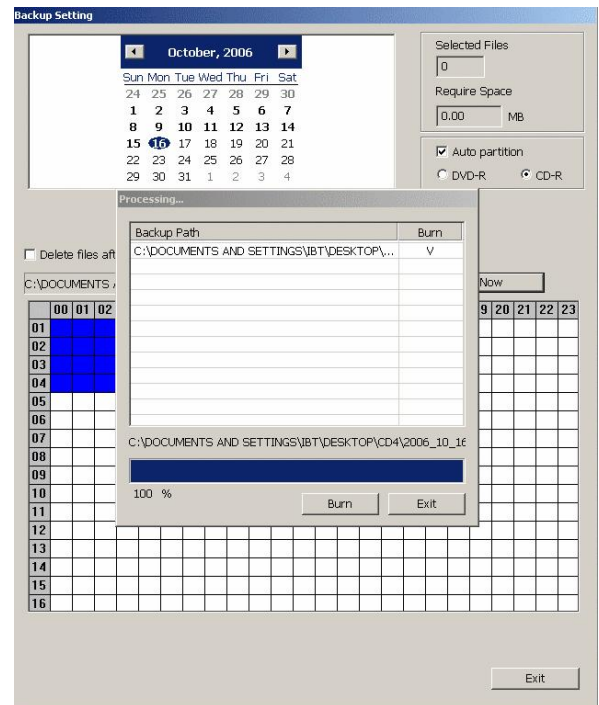 Backup Setting
October, 2006
Sun Mon Tue Wed Thu Fri Sat
24 25 26 27 28 29 30
1 2 3 4 5 6 7
8 9 10 11 12 13 14
15 16 17 18 19 20 21
22 23 24 25 26 27 28
29 30 31 1 2 3 4
Selected Files
0
Require Space
0.00 MB
Auto partition
DVD-R CD-R
Processing...
Backup Path Burn
C:\DOCUMENTS AND SETTINGS\IBT\DESKTOP\... V
Delete files aft
C:\DOCUMENTS Now
00 01 02 9 20 21 22 23
01
02
03
04
05
06
07
08
09
10
11
12
13
14
15
16
C:\DOCUMENTS AND SETTINGS\IBT\DESKTOP\CD4\2006_10_16
100 %
Burn Exit
Exit